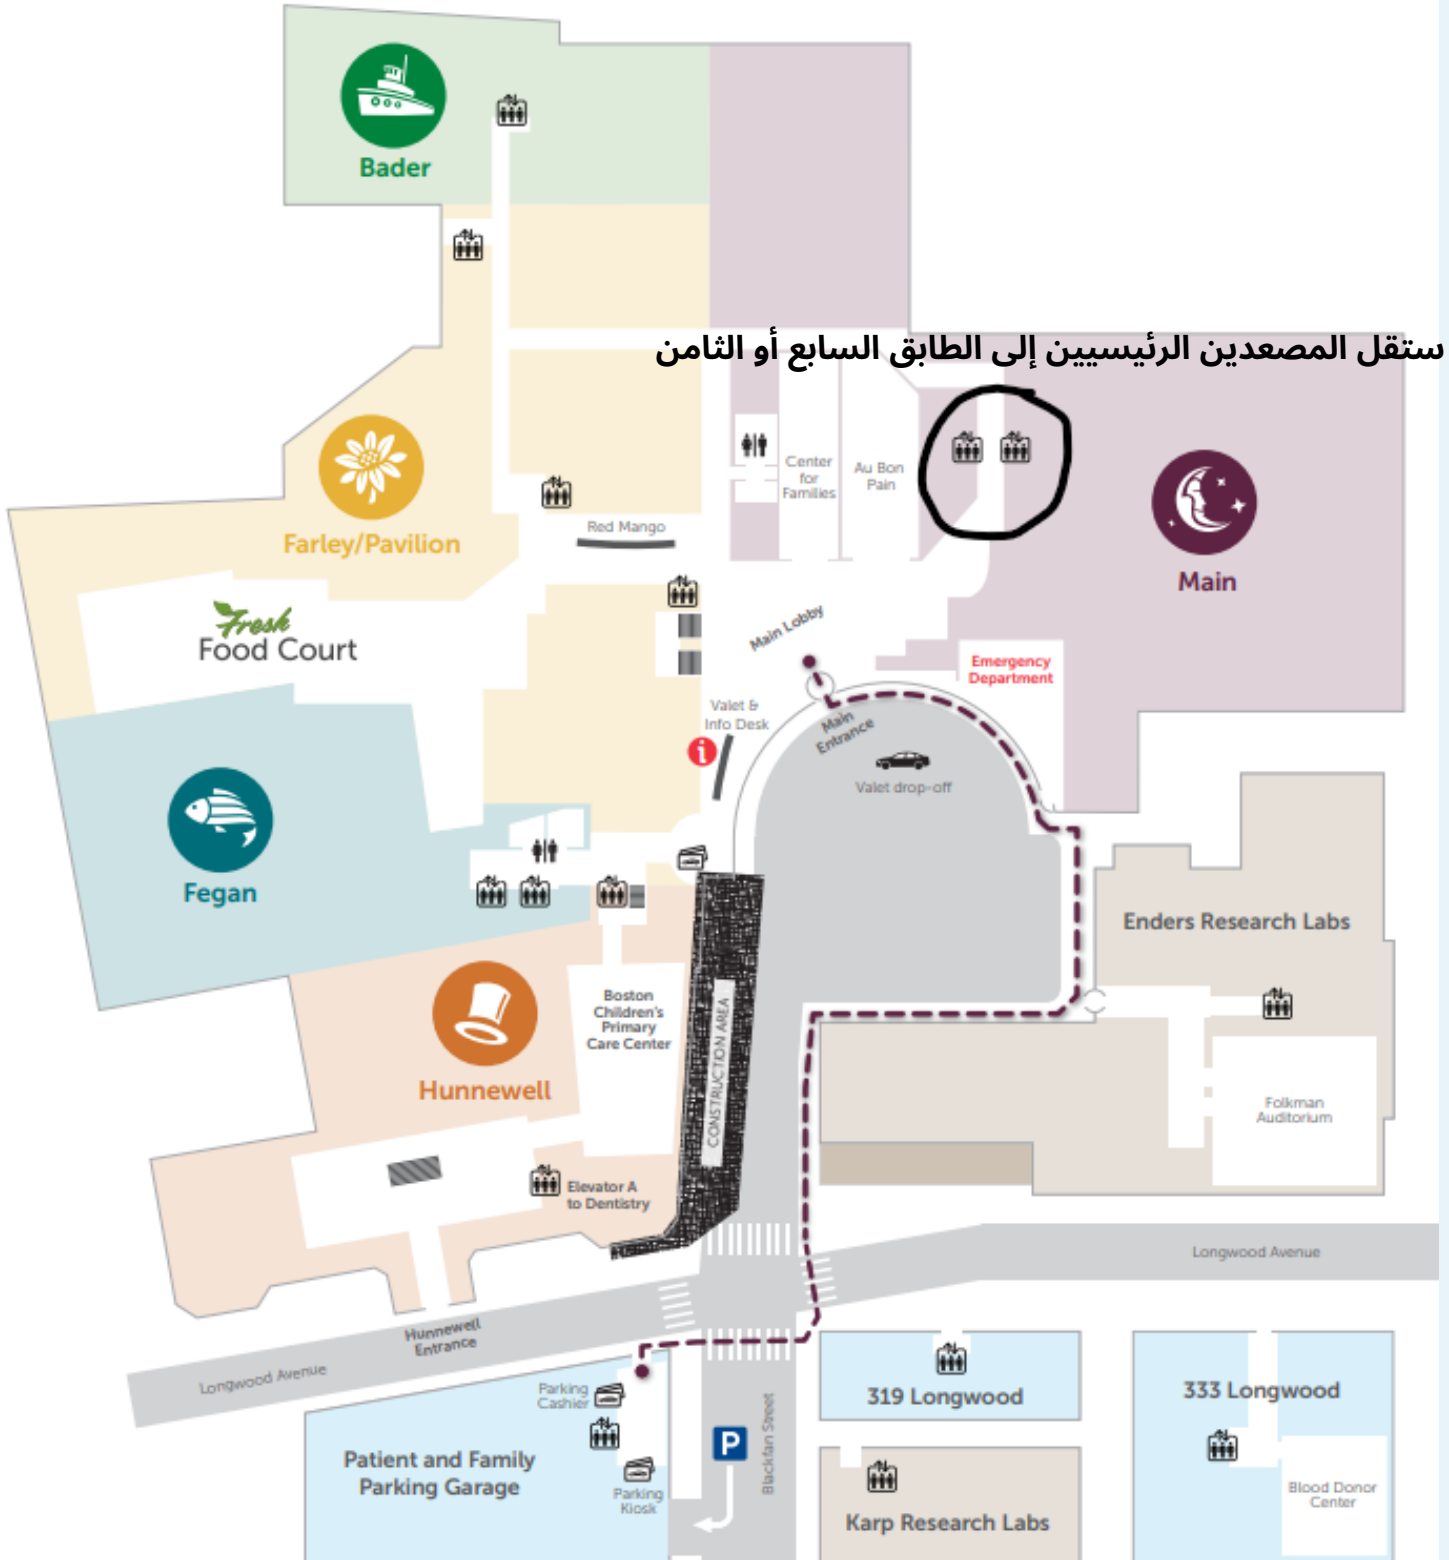 Bader
ستقل المصعدين الرئيسيين إلى الطابق السابع أو الثامن
Center
for
Families
Au Bon
Pain
Farley/Pavilion
Red Mango
Main
Fresh
Food Court
Main Lobby
Emergency
Department
Valet &
Info Desk
i
Main
Entrance
Valet drop-off
Fegan
Enders Research Labs
Boston
Children's
Primary
Care Center
CONSTRUCTION AREA
Hunnewell
Folkman
Auditorium
Elevator A
to Dentistry
Longwood Avenue
Hunnewell
Entrance
Longwood Avenue
Parking
Cashier
319 Longwood
333 Longwood
Patient and Family
Parking Garage
P
Blackfan Street
Parking
Kiosk
Blood Donor
Center
Karp Research Labs